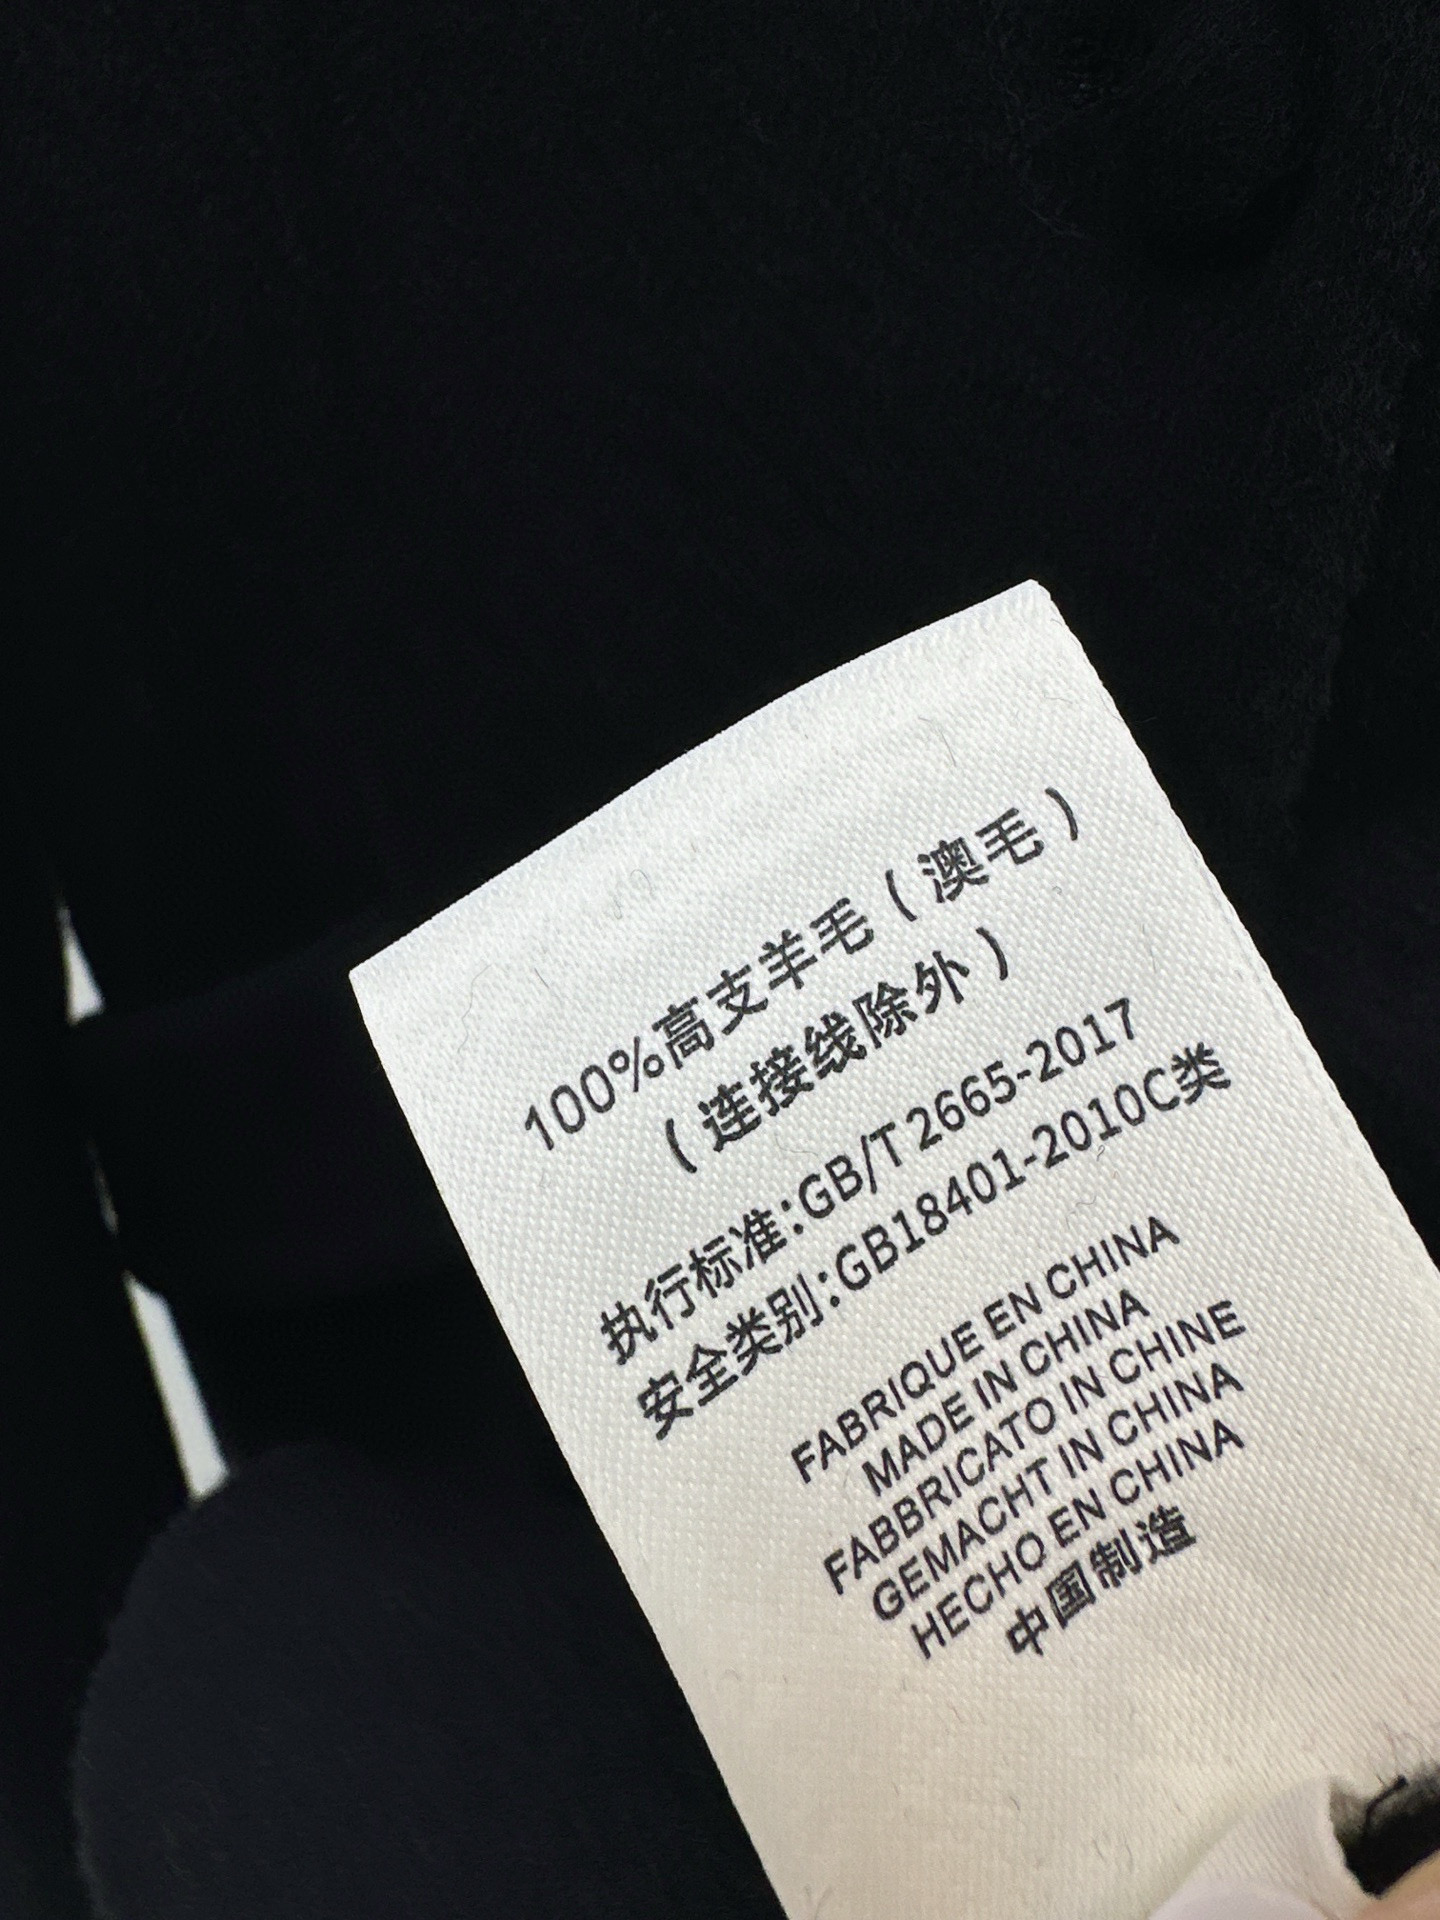 100%高支羊毛（澳毛）
（连接线除外）
执行标准:GB/T 2665-2017
安全类别:GB18401-2010C类
FABRIQUE EN CHINA
MADE IN CHINA
FABBRICATO IN CHINE
GEMACHT IN CHINA
HECHO EN CHINA
中国制造